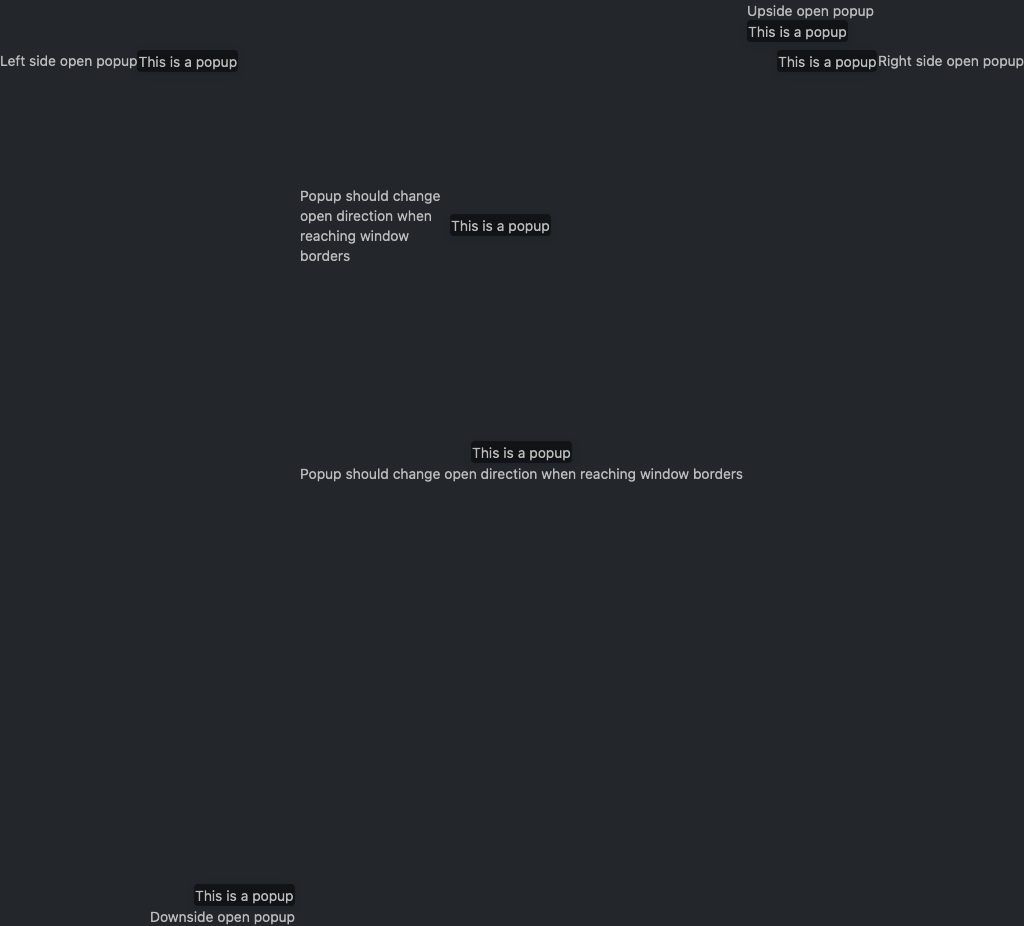 Upside open popup
This is a popup
Left side open popup
This is a popup
This is a popup
Right side open popup
Popup should change
open direction when
reaching window
borders
This is a popup
This is a popup
Popup should change open direction when reaching window borders
This is a popup
Downside open popup